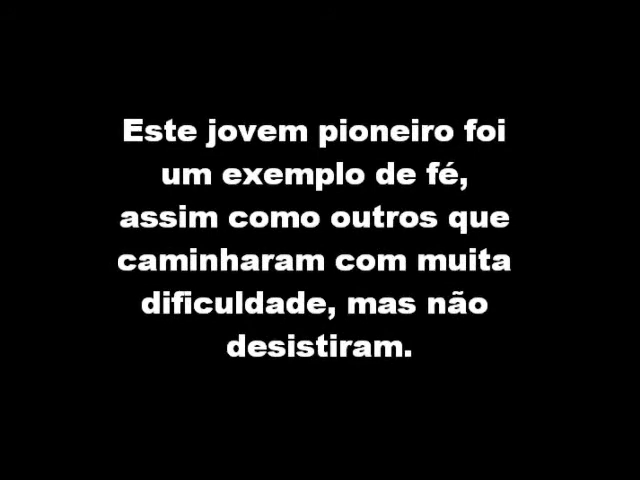 Este jovem pioneiro foi
um exemplo de fé,
assim como outros que
caminharam com muita
dificuldade, mas não
desistiram.